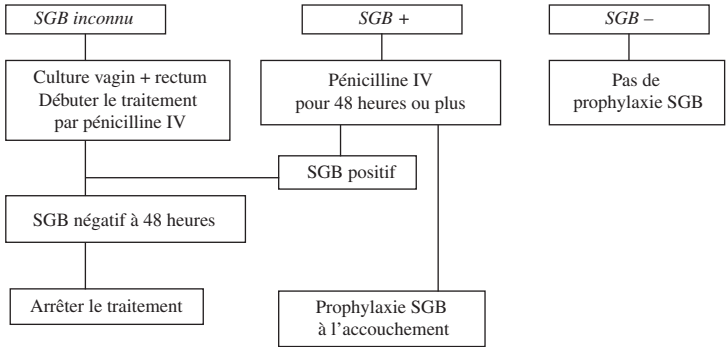 SGB inconnu
SGB +
SGB –
Culture vagin + rectum
Débuter le traitement
par pénicilline IV
Pénicilline IV
pour 48 heures ou plus
Pas de
prophylaxie SGB
SGB positif
SGB négatif à 48 heures
Arrêter le traitement
Prophylaxie SGB
à l’accouchement